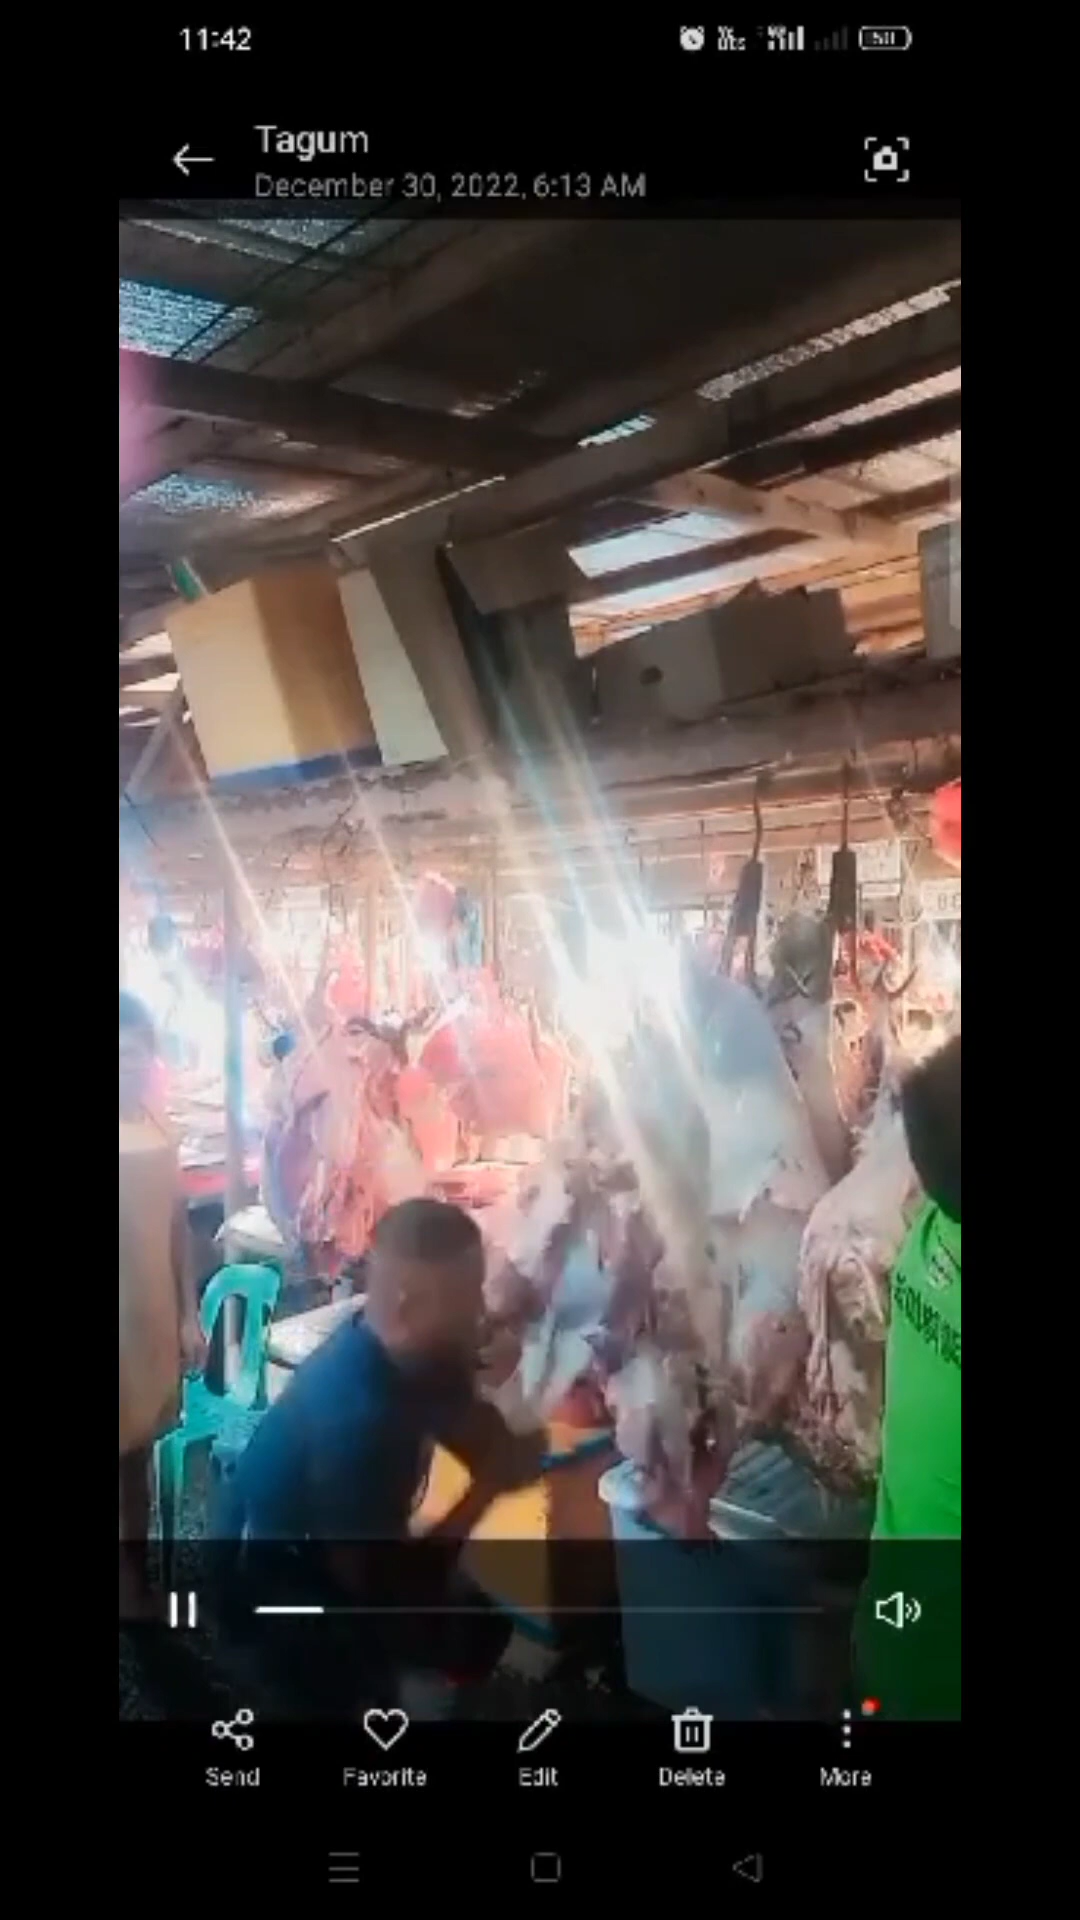 11:42
Tagum
December 30, 2022, 6:13 AM
Send
Favorite
Edit
Delete
More